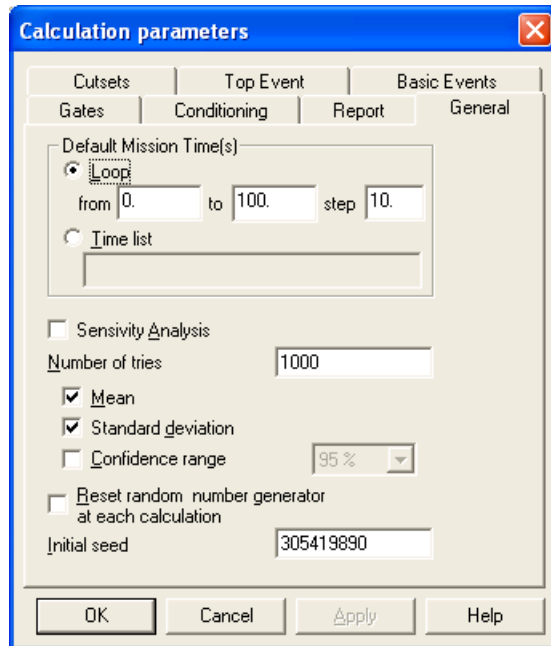 Calculation parameters
Cutsets Top Event Basic Events
Gates Conditioning Report General
Default Mission Time(s)
Loop
from 0. to 100. step 10.
Time list
Sensivity Analysis
Number of tries 1000
Mean
Standard deviation
Confidence range 95 %
Reset random number generator
at each calculation
Initial seed 305419890
OK Cancel Apply Help